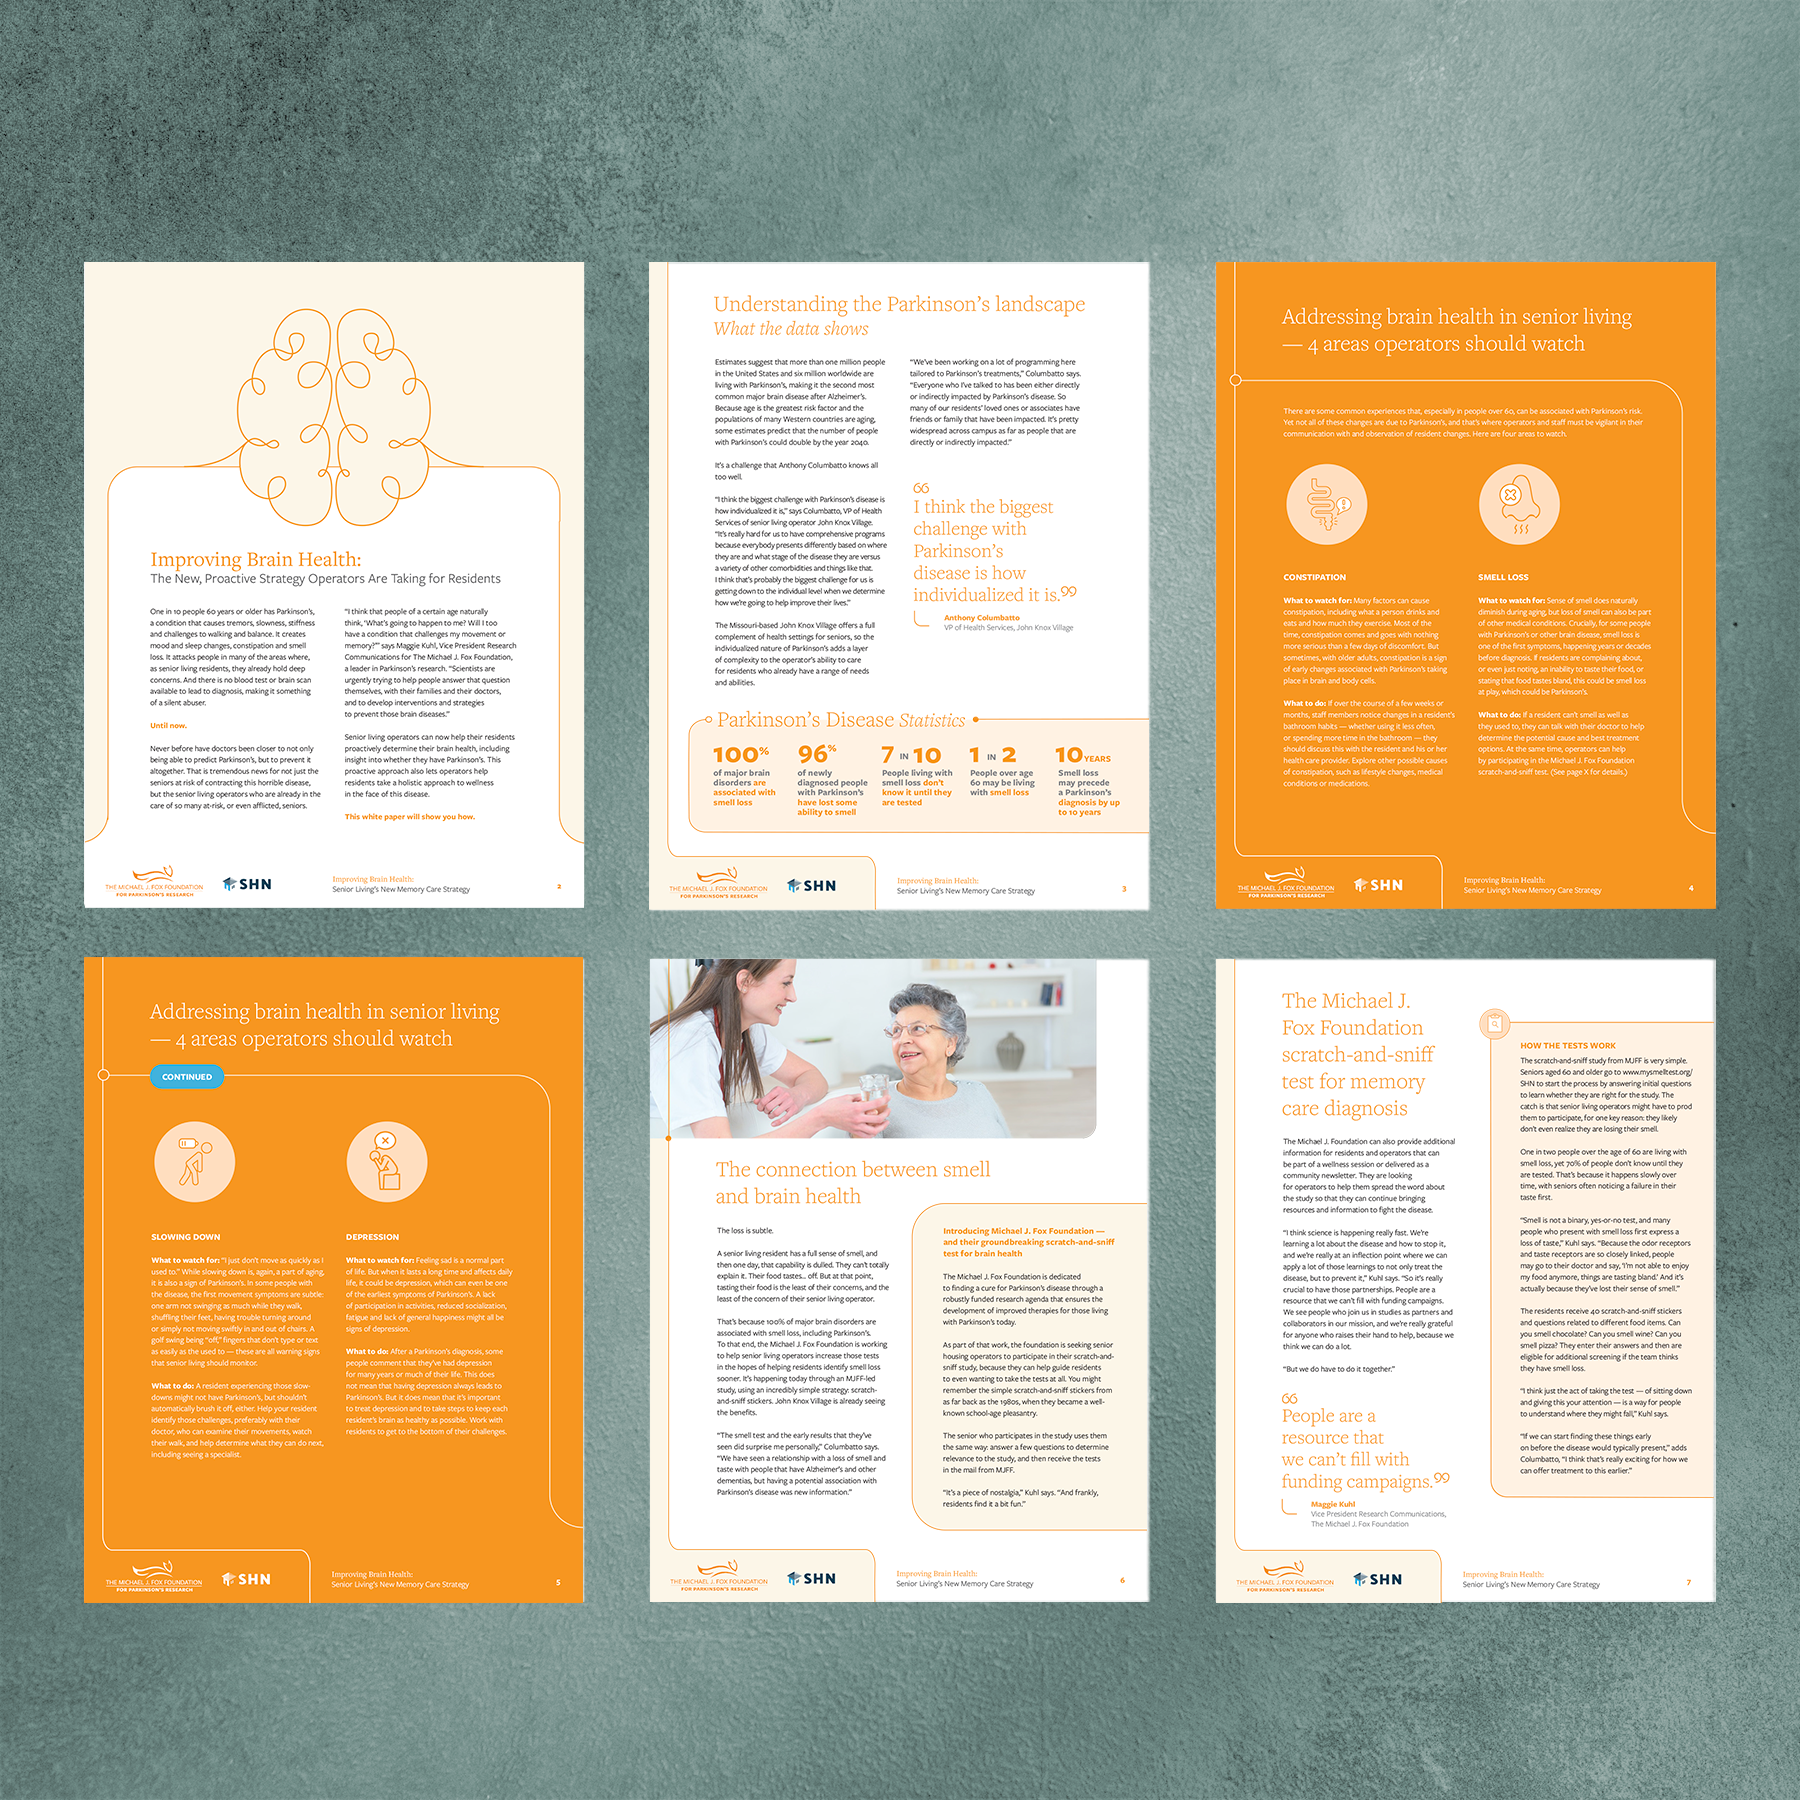 Improving Brain Health:
The New, Proactive Strategy Operators Are Taking for Residents
One in 10 people 60 years or older has Parkinson's,
a condition that causes tremors, slowness, stiffness
and challenges to walking and balance. It creates
mood and sleep changes, constipation and smell
loss. It attacks people in many of the areas where,
as senior living residents, they already hold deep
concerns. And there is no blood test or brain scan
available to lead to diagnosis, making it something
of a silent abuser.
Until now.
Never before have doctors been closer to not only
being able to predict Parkinson's, but to prevent it
altogether. That is tremendous news for not just the
seniors at risk of contracting this horrible disease,
but the senior living operators who are already in the
care of so many at-risk, or even afflicted, seniors.
"I think that people of a certain age naturally
think, 'What's going to happen to me? Will I too
have a condition that challenges my movement or
memory?'" says Maggie Kuhl, Vice President Research
Communications for The Michael J. Fox Foundation,
a leader in Parkinson's research. "Scientists are
urgently trying to help people answer that question
themselves, with their families and their doctors,
and to develop interventions and strategies
to prevent those brain diseases."
Senior living operators can now help their residents
proactively determine their brain health, including
insight into whether they have Parkinson's. This
proactive approach also lets operators help
residents take a holistic approach to wellness
in the face of this disease.
This white paper will show you how.
THE MICHAEL J. FOX FOUNDATION
FOR PARKINSON'S RESEARCH
SHN
Improving Brain Health:
Senior Living's New Memory Care Strategy
2
Understanding the Parkinson's landscape
What the data shows
Estimates suggest that more than one million people
in the United States and six million worldwide are
living with Parkinson's, making it the second most
common major brain disease after Alzheimer's.
Because age is the greatest risk factor and the
populations of many Western countries are aging,
some estimates predict that the number of people
with Parkinson's could double by the year 2040.
It's a challenge that Anthony Columbatto knows all
too well.
"I think the biggest challenge with Parkinson's disease is
how individualized it is," says Columbatto, VP of Health
Services of senior living operator John Knox Village.
"It's really hard for us to have comprehensive programs
because everybody presents differently based on where
they are and what stage of the disease they are versus
a variety of other comorbidities and things like that.
I think that's probably the biggest challenge for us is
getting down to the individual level when we determine
how we're going to help improve their lives."
The Missouri-based John Knox Village offers a full
complement of health settings for seniors, so the
individualized nature of Parkinson's adds a layer
of complexity to the operator's ability to care
for residents who already have a range of needs
and abilities.
"We've been working on a lot of programming here
tailored to Parkinson's treatments," Columbatto says.
"Everyone who I've talked to has been either directly
or indirectly impacted by Parkinson's disease. So
many of our residents' loved ones or associates have
friends or family that have been impacted. It's pretty
widespread across campus as far as people that are
directly or indirectly impacted."
“
I think the biggest
challenge with
Parkinson's
disease is how
individualized it is.”
Anthony Columbatto
VP of Health Services, John Knox Village
Parkinson's Disease Statistics
100%
of major brain
disorders are
associated with
smell loss
96%
of newly
diagnosed people
with Parkinson's
have lost some
ability to smell
7 IN 10
People living with
smell loss don't
know it until they
are tested
1 IN 2
People over age
60 may be living
with smell loss
10 YEARS
Smell loss
may precede
a Parkinson's
diagnosis by up
to 10 years
THE MICHAEL J. FOX FOUNDATION
FOR PARKINSON'S RESEARCH
SHN
Improving Brain Health:
Senior Living's New Memory Care Strategy
3
Addressing brain health in senior living
— 4 areas operators should watch
There are some common experiences that, especially in people over 60, can be associated with Parkinson's risk.
Yet not all of these changes are due to Parkinson's, and that's where operators and staff must be vigilant in their
communication with and observation of resident changes. Here are four areas to watch.
CONSTIPATION
What to watch for: Many factors can cause
constipation, including what a person drinks and
eats and how much they exercise. Most of the
time, constipation comes and goes with nothing
more serious than a few days of discomfort. But
sometimes, with older adults, constipation is a sign
of early changes associated with Parkinson's taking
place in brain and body cells.
What to do: If over the course of a few weeks or
months, staff members notice changes in a resident's
bathroom habits — whether using it less often,
or spending more time in the bathroom — they
should discuss this with the resident and his or her
health care provider. Explore other possible causes
of constipation, such as lifestyle changes, medical
conditions or medications.
SMELL LOSS
What to watch for: Sense of smell does naturally
diminish during aging, but loss of smell can also be part
of other medical conditions. Crucially, for some people
with Parkinson's or other brain disease, smell loss is
one of the first symptoms, happening years or decades
before diagnosis. If residents are complaining about,
or even just noting, an inability to taste their food, or
stating that food tastes bland, this could be smell loss
at play, which could be Parkinson's.
What to do: If a resident can't smell as well as
they used to, they can talk with their doctor to help
determine the potential cause and best treatment
options. At the same time, operators can help
by participating in the Michael J. Fox Foundation
scratch-and-sniff test. (See page X for details.)
THE MICHAEL J. FOX FOUNDATION
FOR PARKINSON'S RESEARCH
SHN
Improving Brain Health:
Senior Living's New Memory Care Strategy
4
Addressing brain health in senior living
— 4 areas operators should watch
CONTINUED
SLOWING DOWN
What to watch for: "I just don't move as quickly as I
used to." While slowing down is, again, a part of aging,
it is also a sign of Parkinson's. In some people with
the disease, the first movement symptoms are subtle:
one arm not swinging as much while they walk,
shuffling their feet, having trouble turning around
or simply not moving swiftly in and out of chairs. A
golf swing being "off," fingers that don't type or text
as easily as the used to — these are all warning signs
that senior living should monitor.
What to do: A resident experiencing those slow-
downs might not have Parkinson's, but shouldn't
automatically brush it off, either. Help your resident
identify those challenges, preferably with their
doctor, who can examine their movements, watch
their walk, and help determine what they can do next,
including seeing a specialist.
DEPRESSION
What to watch for: Feeling sad is a normal part
of life. But when it lasts a long time and affects daily
life, it could be depression, which can even be one
of the earliest symptoms of Parkinson's. A lack
of participation in activities, reduced socialization,
fatigue and lack of general happiness might all be
signs of depression.
What to do: After a Parkinson's diagnosis, some
people comment that they've had depression
for many years or much of their life. This does
not mean that having depression always leads to
Parkinson's. But it does mean that it's important
to treat depression and to take steps to keep each
resident's brain as healthy as possible. Work with
residents to get to the bottom of their challenges.
THE MICHAEL J. FOX FOUNDATION
FOR PARKINSON'S RESEARCH
SHN
Improving Brain Health:
Senior Living's New Memory Care Strategy
5
The connection between smell
and brain health
The loss is subtle.
A senior living resident has a full sense of smell, and
then one day, that capability is dulled. They can't totally
explain it. Their food tastes... off. But at that point,
tasting their food is the least of their concerns, and the
least of the concern of their senior living operator.
That's because 100% of major brain disorders are
associated with smell loss, including Parkinson's.
To that end, the Michael J. Fox Foundation is working
to help senior living operators increase those tests
in the hopes of helping residents identify smell loss
sooner. It's happening today through an MJFF-led
study, using an incredibly simple strategy: scratch-
and-sniff stickers. John Knox Village is already seeing
the benefits.
"The smell test and the early results that they've
seen did surprise me personally," Columbatto says.
"We have seen a relationship with a loss of smell and
taste with people that have Alzheimer's and other
dementias, but having a potential association with
Parkinson's disease was new information."
Introducing Michael J. Fox Foundation —
and their groundbreaking scratch-and-sniff
test for brain health
The Michael J. Fox Foundation is dedicated
to finding a cure for Parkinson's disease through a
robustly funded research agenda that ensures the
development of improved therapies for those living
with Parkinson's today.
As part of that work, the foundation is seeking senior
housing operators to participate in their scratch-and-
sniff study, because they can help guide residents
to even wanting to take the tests at all. You might
remember the simple scratch-and-sniff stickers from
as far back as the 1980s, when they became a well-
known school-age pleasantry.
The senior who participates in the study uses them
the same way: answer a few questions to determine
relevance to the study, and then receive the tests
in the mail from MJFF.
"It's a piece of nostalgia," Kuhl says. "And frankly,
residents find it a bit fun."
THE MICHAEL J. FOX FOUNDATION
FOR PARKINSON'S RESEARCH
SHN
Improving Brain Health:
Senior Living's New Memory Care Strategy
6
The Michael J.
Fox Foundation
scratch-and-sniff
test for memory
care diagnosis
The Michael J. Foundation can also provide additional
information for residents and operators that can
be part of a wellness session or delivered as a
community newsletter. They are looking
for operators to help them spread the word about
the study so that they can continue bringing
resources and information to fight the disease.
"I think science is happening really fast. We're
learning a lot about the disease and how to stop it,
and we're really at an inflection point where we can
apply a lot of those learnings to not only treat the
disease, but to prevent it," Kuhl says. "So it's really
crucial to have those partnerships. People are a
resource that we can't fill with funding campaigns.
We see people who join us in studies as partners and
collaborators in our mission, and we're really grateful
for anyone who raises their hand to help, because we
think we can do a lot.
"But we do have to do it together."
“
People are a
resource that
we can't fill with
funding campaigns.”
Maggie Kuhl
Vice President Research Communications,
The Michael J. Fox Foundation
HOW THE TESTS WORK
The scratch-and-sniff study from MJFF is very simple.
Seniors aged 60 and older go to www.mysmelltest.org/
SHN to start the process by answering initial questions
to learn whether they are right for the study. The
catch is that senior living operators might have to prod
them to participate, for one key reason: they likely
don't even realize they are losing their smell.
One in two people over the age of 60 are living with
smell loss, yet 70% of people don't know until they
are tested. That's because it happens slowly over
time, with seniors often noticing a failure in their
taste first.
"Smell is not a binary, yes-or-no test, and many
people who present with smell loss first express a
loss of taste," Kuhl says. "Because the odor receptors
and taste receptors are so closely linked, people
may go to their doctor and say, 'I'm not able to enjoy
my food anymore, things are tasting bland.' And it's
actually because they've lost their sense of smell."
The residents receive 40 scratch-and-sniff stickers
and questions related to different food items. Can
you smell chocolate? Can you smell wine? Can you
smell pizza? They enter their answers and then are
eligible for additional screening if the team thinks
they have smell loss.
"I think just the act of taking the test — of sitting down
and giving this your attention — is a way for people
to understand where they might fall," Kuhl says.
"If we can start finding these things early
on before the disease would typically present," adds
Columbatto, "I think that's really exciting for how we
can offer treatment to this earlier."
THE MICHAEL J. FOX FOUNDATION
FOR PARKINSON'S RESEARCH
SHN
Improving Brain Health:
Senior Living's New Memory Care Strategy
7